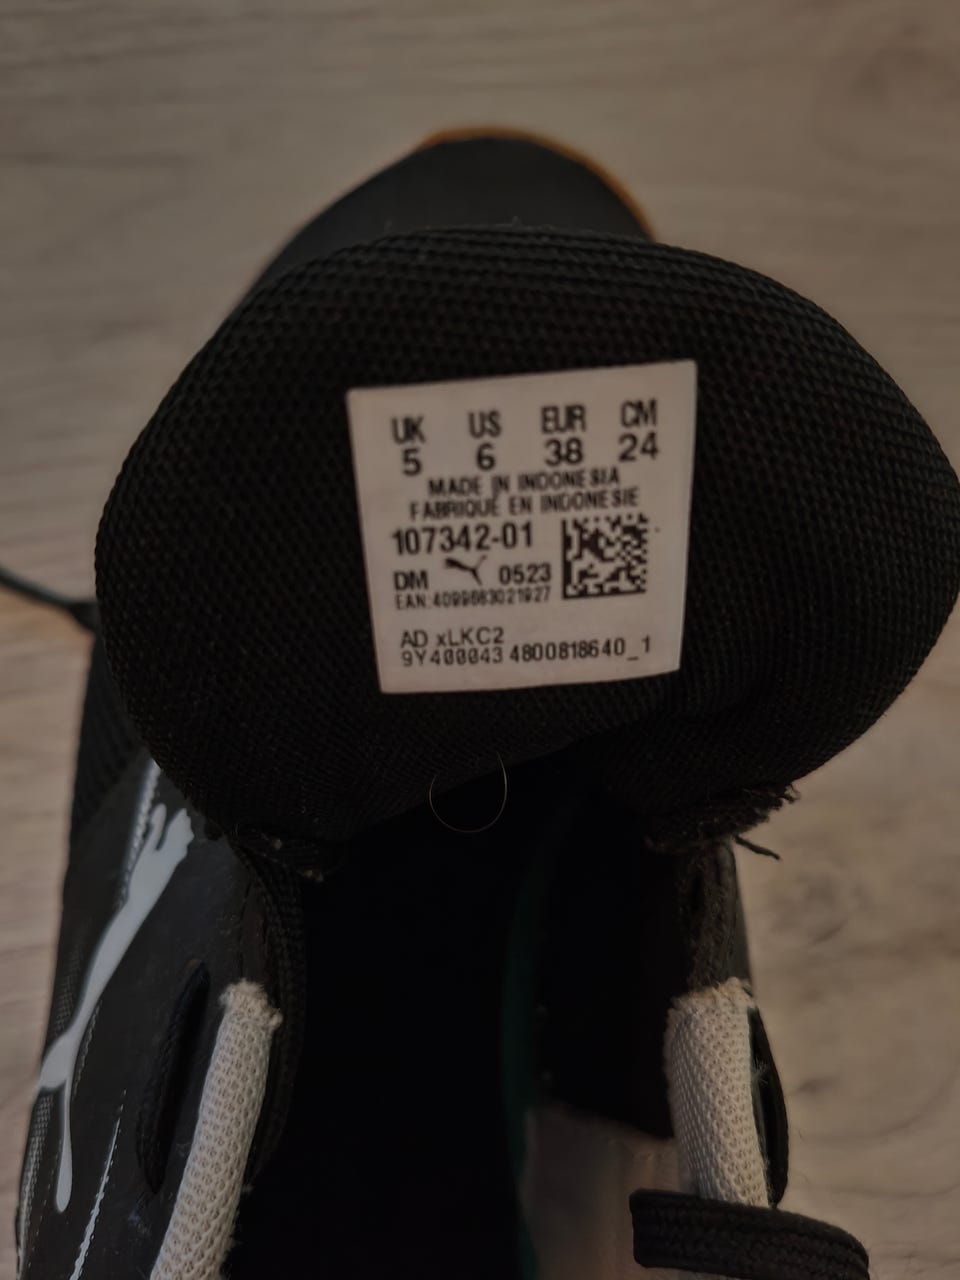 UK US EUR CM
5 6 38 24
MADE IN INDONESIA
FABRIQUÉ EN INDONESIE
107342-01
DM 0523
EAN:4099683021927
AD xLKC2
9Y400043 4800818640_1